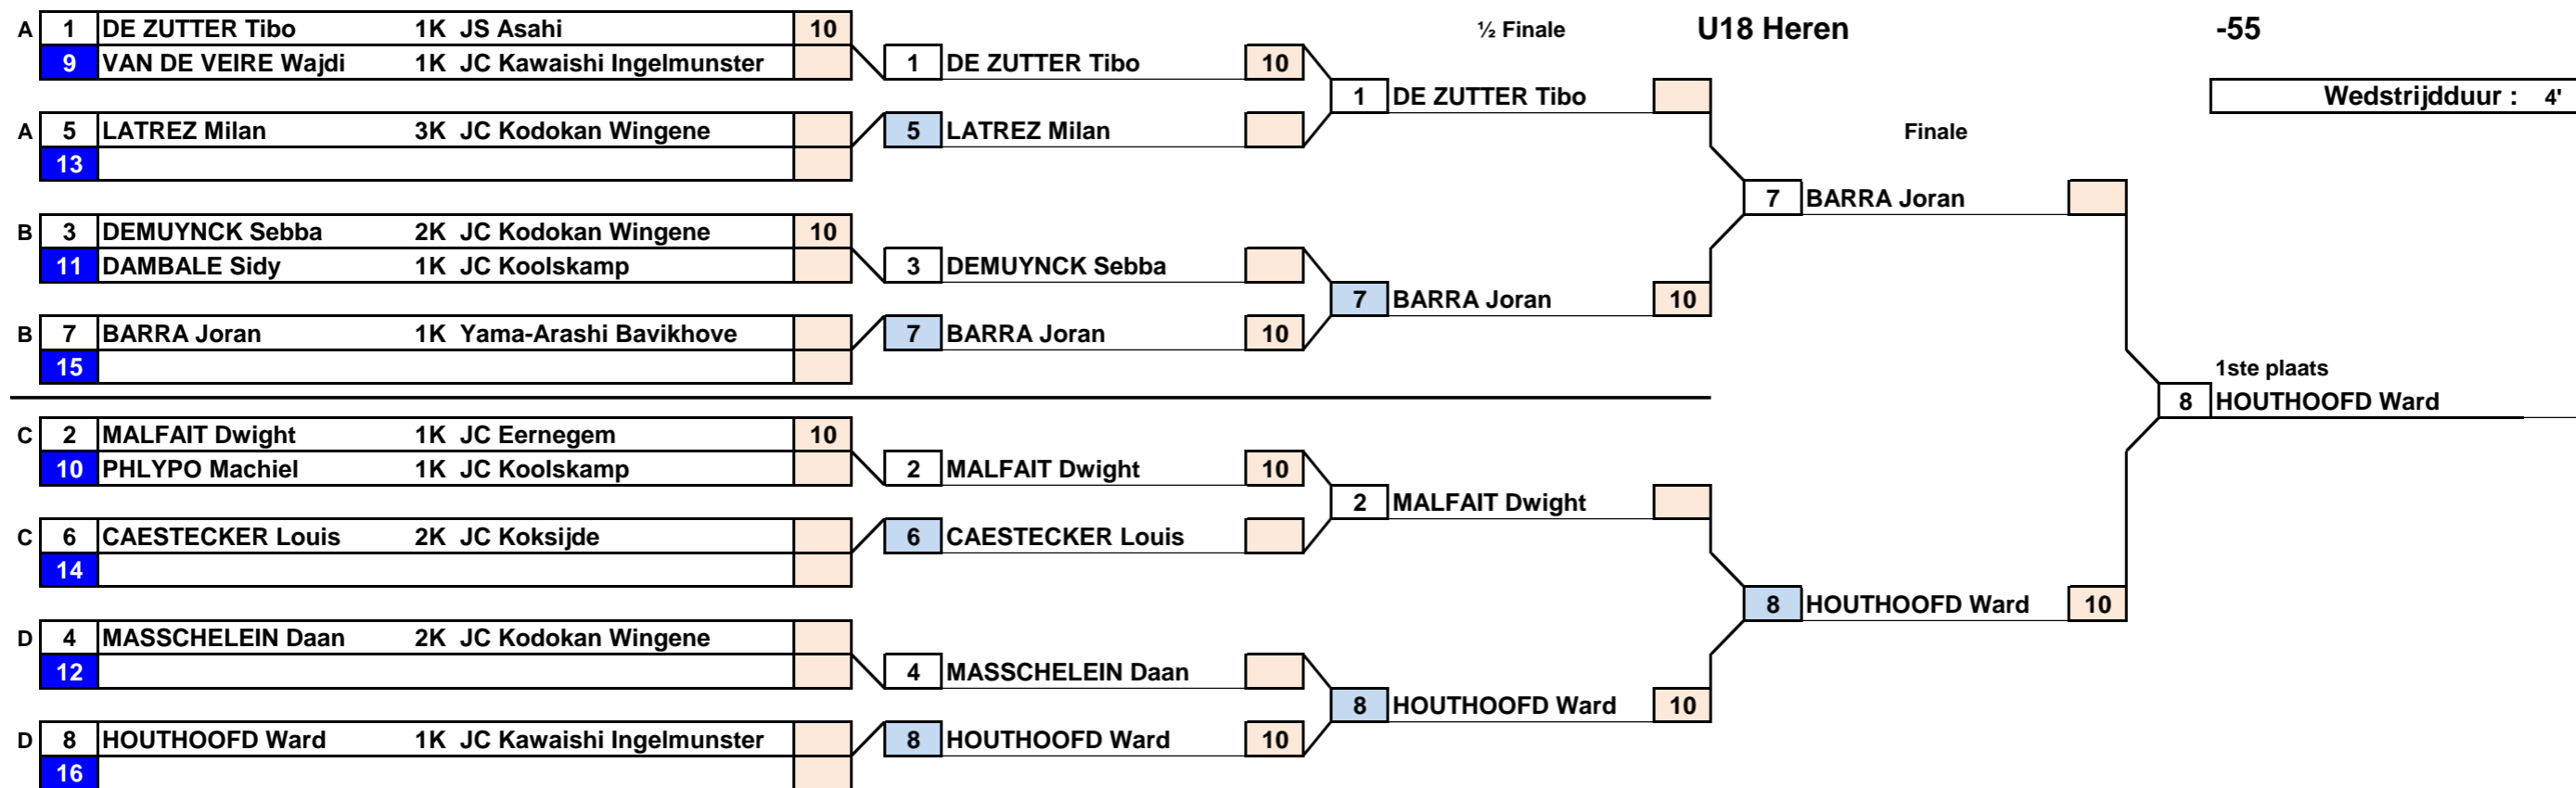 ½ Finale U18 Heren -55
A 1 DE ZUTTER Tibo 1K JS Asahi 10
9 VAN DE VEIRE Wajdi 1K JC Kawaishi Ingelmunster 1 DE ZUTTER Tibo 10
1 DE ZUTTER Tibo Wedstrijdduur : 4'
A 5 LATREZ Milan 3K JC Kodokan Wingene 5 LATREZ Milan Finale
13
7 BARRA Joran
B 3 DEMUYNCK Sebba 2K JC Kodokan Wingene 10
11 DAMBALE Sidy 1K JC Koolskamp 3 DEMUYNCK Sebba
7 BARRA Joran 10
B 7 BARRA Joran 1K Yama-Arashi Bavikhove 7 BARRA Joran 10
15 1ste plaats
8 HOUTHOOFD Ward
C 2 MALFAIT Dwight 1K JC Eernegem 10
10 PHLYPO Machiel 1K JC Koolskamp 2 MALFAIT Dwight 10
2 MALFAIT Dwight
C 6 CAESTECKER Louis 2K JC Koksijde 6 CAESTECKER Louis
14
8 HOUTHOOFD Ward 10
D 4 MASSCHELEIN Daan 2K JC Kodokan Wingene
12 4 MASSCHELEIN Daan
8 HOUTHOOFD Ward 10
D 8 HOUTHOOFD Ward 1K JC Kawaishi Ingelmunster 8 HOUTHOOFD Ward 10
16